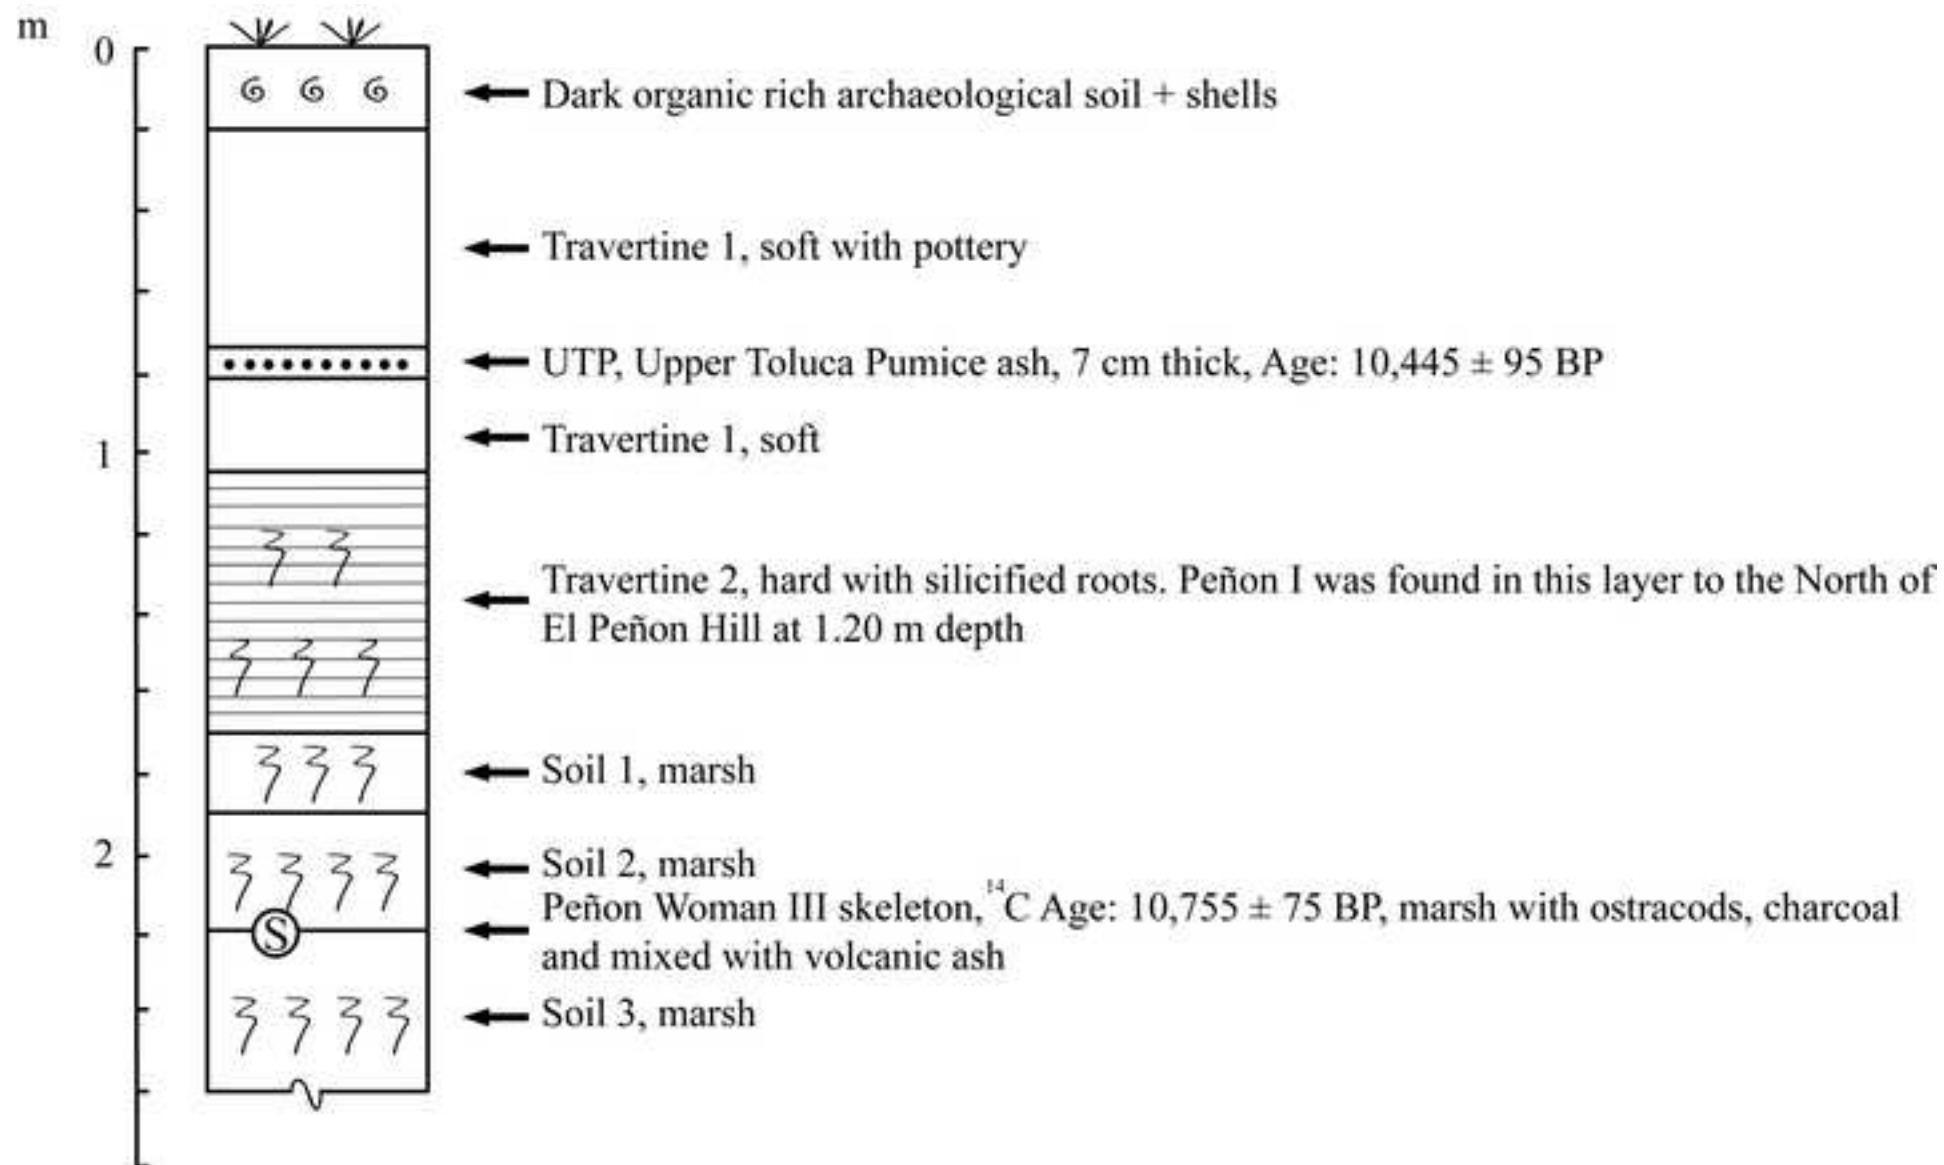 m
0
Dark organic rich archaeological soil + shells
Travertine 1, soft with pottery
UTP, Upper Toluca Pumice ash, 7 cm thick, Age: 10,445 ± 95 BP
Travertine 1, soft
1
Travertine 2, hard with silicified roots. Peñon I was found in this layer to the North of
El Peñon Hill at 1.20 m depth
Soil 1, marsh
2
Soil 2, marsh
Peñon Woman III skeleton, ¹⁴C Age: 10,755 ± 75 BP, marsh with ostracods, charcoal
S
and mixed with volcanic ash
Soil 3, marsh